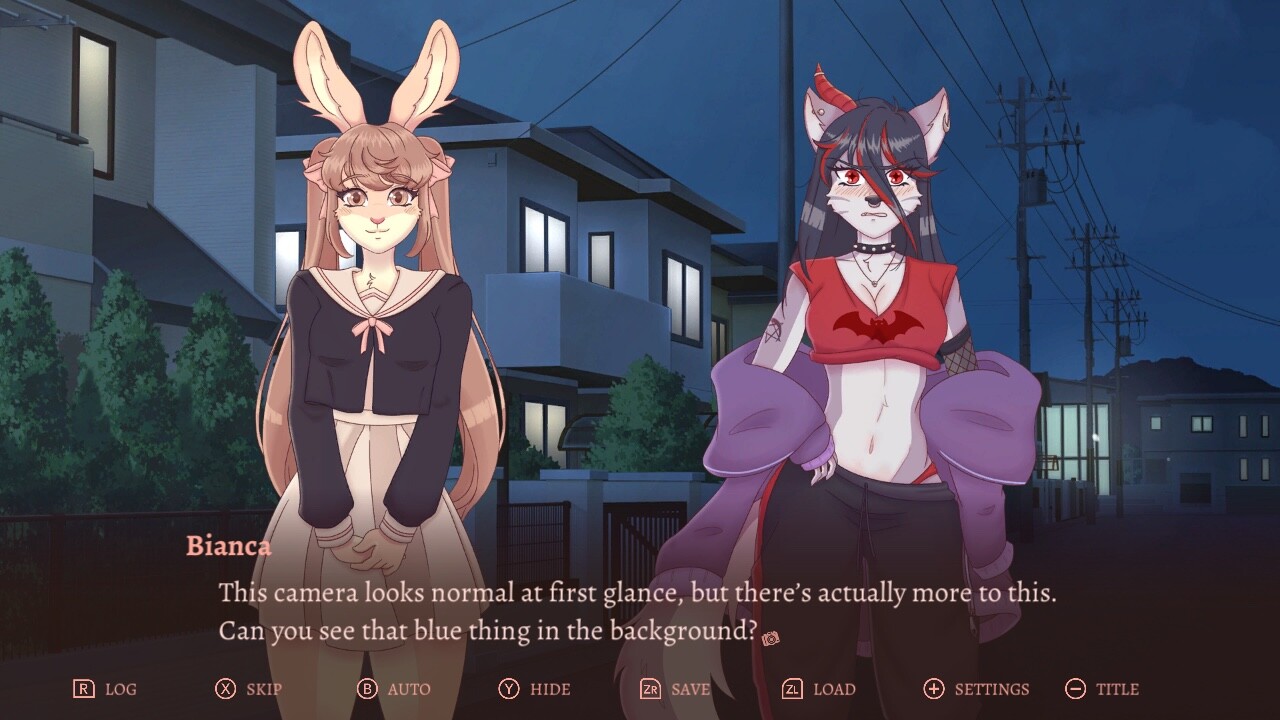 Bianca
This camera looks normal at first glance, but there’s actually more to this.
Can you see that blue thing in the background?
R LOG X SKIP B AUTO Y HIDE ZR SAVE ZL LOAD + SETTINGS − TITLE